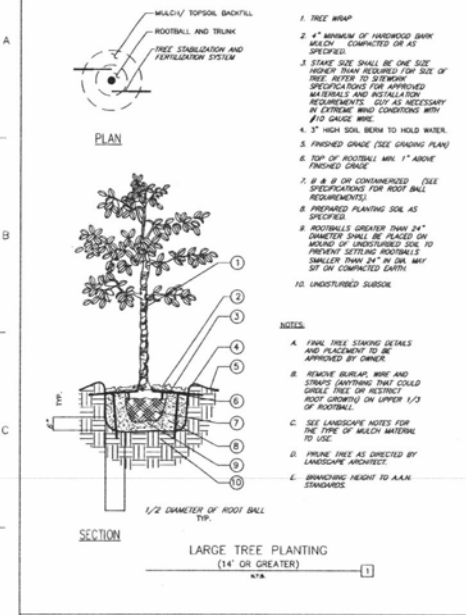 MULCH/ TOPSOIL BACKFILL
ROOTBALL AND TRUNK
TREE STABILIZATION AND
FERTILIZATION SYSTEM
PLAN
A
B
C
1. TREE WRAP
2. 4" MINIMUM OF HARDWOOD BARK
MULCH COMPACTED OR AS
SPECIFIED.
3. STAKE SIZE SHALL BE ONE SIZE
HIGHER THAN REQUIRED FOR SIZE OF
TREE. REFER TO SITEWORK
SPECIFICATIONS FOR APPROVED
MATERIALS AND INSTALLATION
REQUIREMENTS. GUY AS NECESSARY
IN EXTREME WIND CONDITIONS WITH
#10 GAUGE WIRE.
4. 3" HIGH SOIL BERM TO HOLD WATER.
5. FINISHED GRADE (SEE GRADING PLAN)
6. TOP OF ROOTBALL MIN. 1" ABOVE
FINISHED GRADE
7. B & B OR CONTAINERIZED (SEE
SPECIFICATIONS FOR ROOT BALL
REQUIREMENTS).
8. PREPARED PLANTING SOIL AS
SPECIFIED.
9. ROOTBALLS GREATER THAN 24"
DIAMETER SHALL BE PLACED ON
MOUND OF UNDISTURBED SOIL TO
PREVENT SETTLING ROOTBALLS
SMALLER THAN 24" IN DIA. MAY
SIT ON COMPACTED EARTH.
10. UNDISTURBED SUBSOIL
NOTES:
A. FINAL TREE STAKING DETAILS
AND PLACEMENT TO BE
APPROVED BY OWNER.
B. REMOVE BURLAP, WIRE AND
STRAPS (ANYTHING THAT COULD
GIRDLE TREE OR RESTRICT
ROOT GROWTH) ON UPPER 1/3
OF ROOTBALL.
C. SEE LANDSCAPE NOTES FOR
THE TYPE OF MULCH MATERIAL
TO USE.
D. PRUNE TREE AS DIRECTED BY
LANDSCAPE ARCHITECT.
E. BRANCHING HEIGHT TO A.A.N.
STANDARDS.
1
2
3
4
5
6
7
8
9
10
TYP.
6"
1/2 DIAMETER OF ROOT BALL
TYP.
SECTION
LARGE TREE PLANTING
(14' OR GREATER)
N.T.S.
1